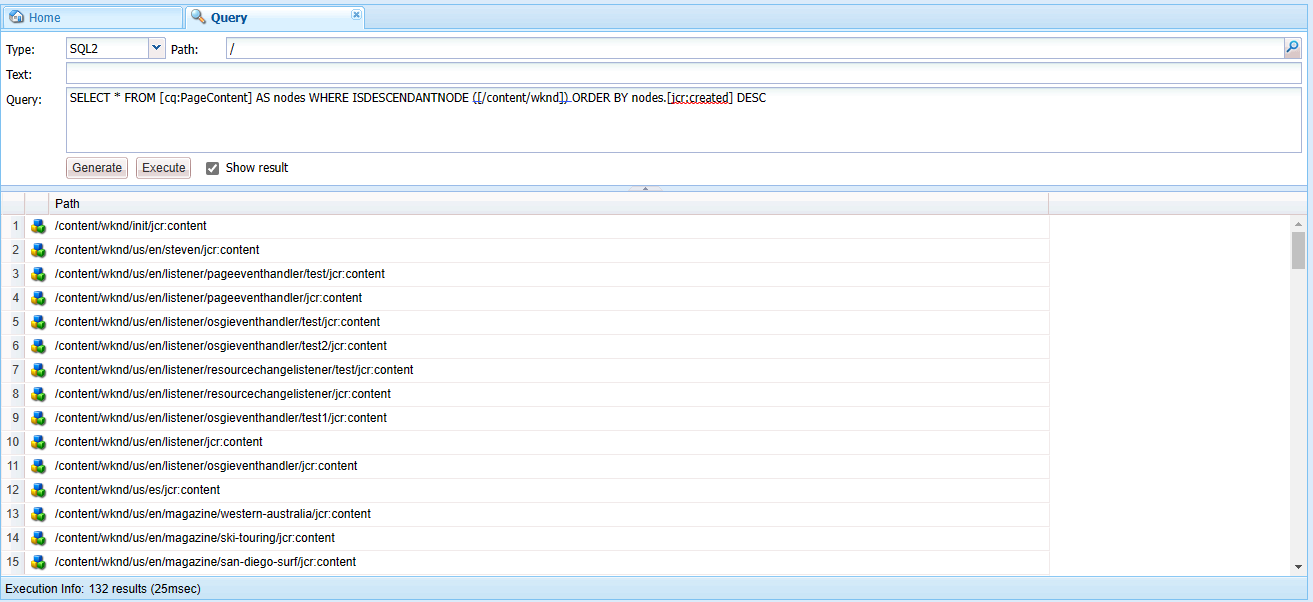 Home
Query
Type: SQL2 Path: /
Text:
Query: SELECT * FROM [cq:PageContent] AS nodes WHERE ISDESCENDANTNODE ([/content/wknd]) ORDER BY nodes.[jcr:created] DESC
Generate Execute Show result
Path
1 /content/wknd/init/jcr:content
2 /content/wknd/us/en/steven/jcr:content
3 /content/wknd/us/en/listener/pageeventhandler/test/jcr:content
4 /content/wknd/us/en/listener/pageeventhandler/jcr:content
5 /content/wknd/us/en/listener/osgieventhandler/test/jcr:content
6 /content/wknd/us/en/listener/osgieventhandler/test2/jcr:content
7 /content/wknd/us/en/listener/resourcechangelistener/test/jcr:content
8 /content/wknd/us/en/listener/resourcechangelistener/jcr:content
9 /content/wknd/us/en/listener/osgieventhandler/test1/jcr:content
10 /content/wknd/us/en/listener/jcr:content
11 /content/wknd/us/en/listener/osgieventhandler/jcr:content
12 /content/wknd/us/es/jcr:content
13 /content/wknd/us/en/magazine/western-australia/jcr:content
14 /content/wknd/us/en/magazine/ski-touring/jcr:content
15 /content/wknd/us/en/magazine/san-diego-surf/jcr:content
Execution Info: 132 results (25msec)